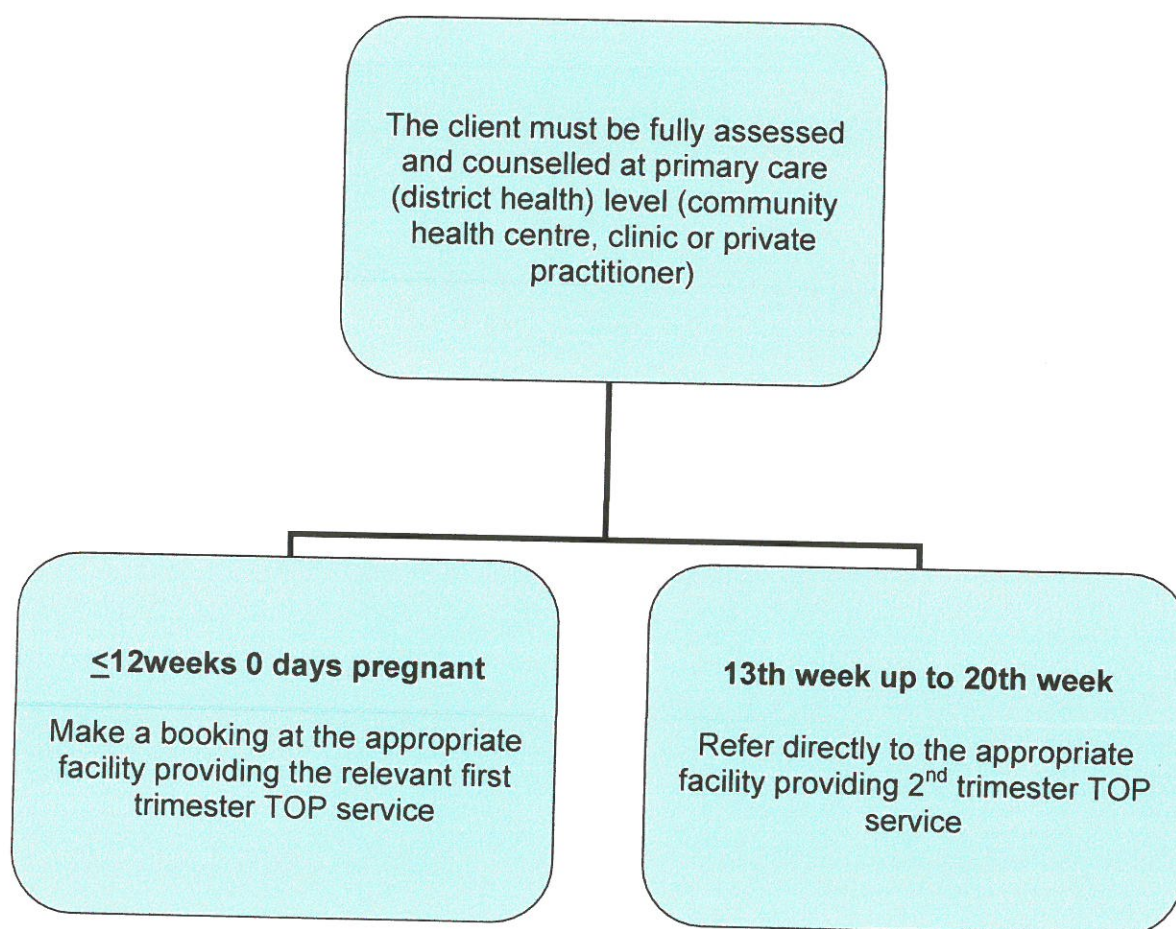 The client must be fully assessed
and counselled at primary care
(district health) level (community
health centre, clinic or private
practitioner)
≤12weeks 0 days pregnant
Make a booking at the appropriate
facility providing the relevant first
trimester TOP service
13th week up to 20th week
Refer directly to the appropriate
facility providing 2nd trimester TOP
service